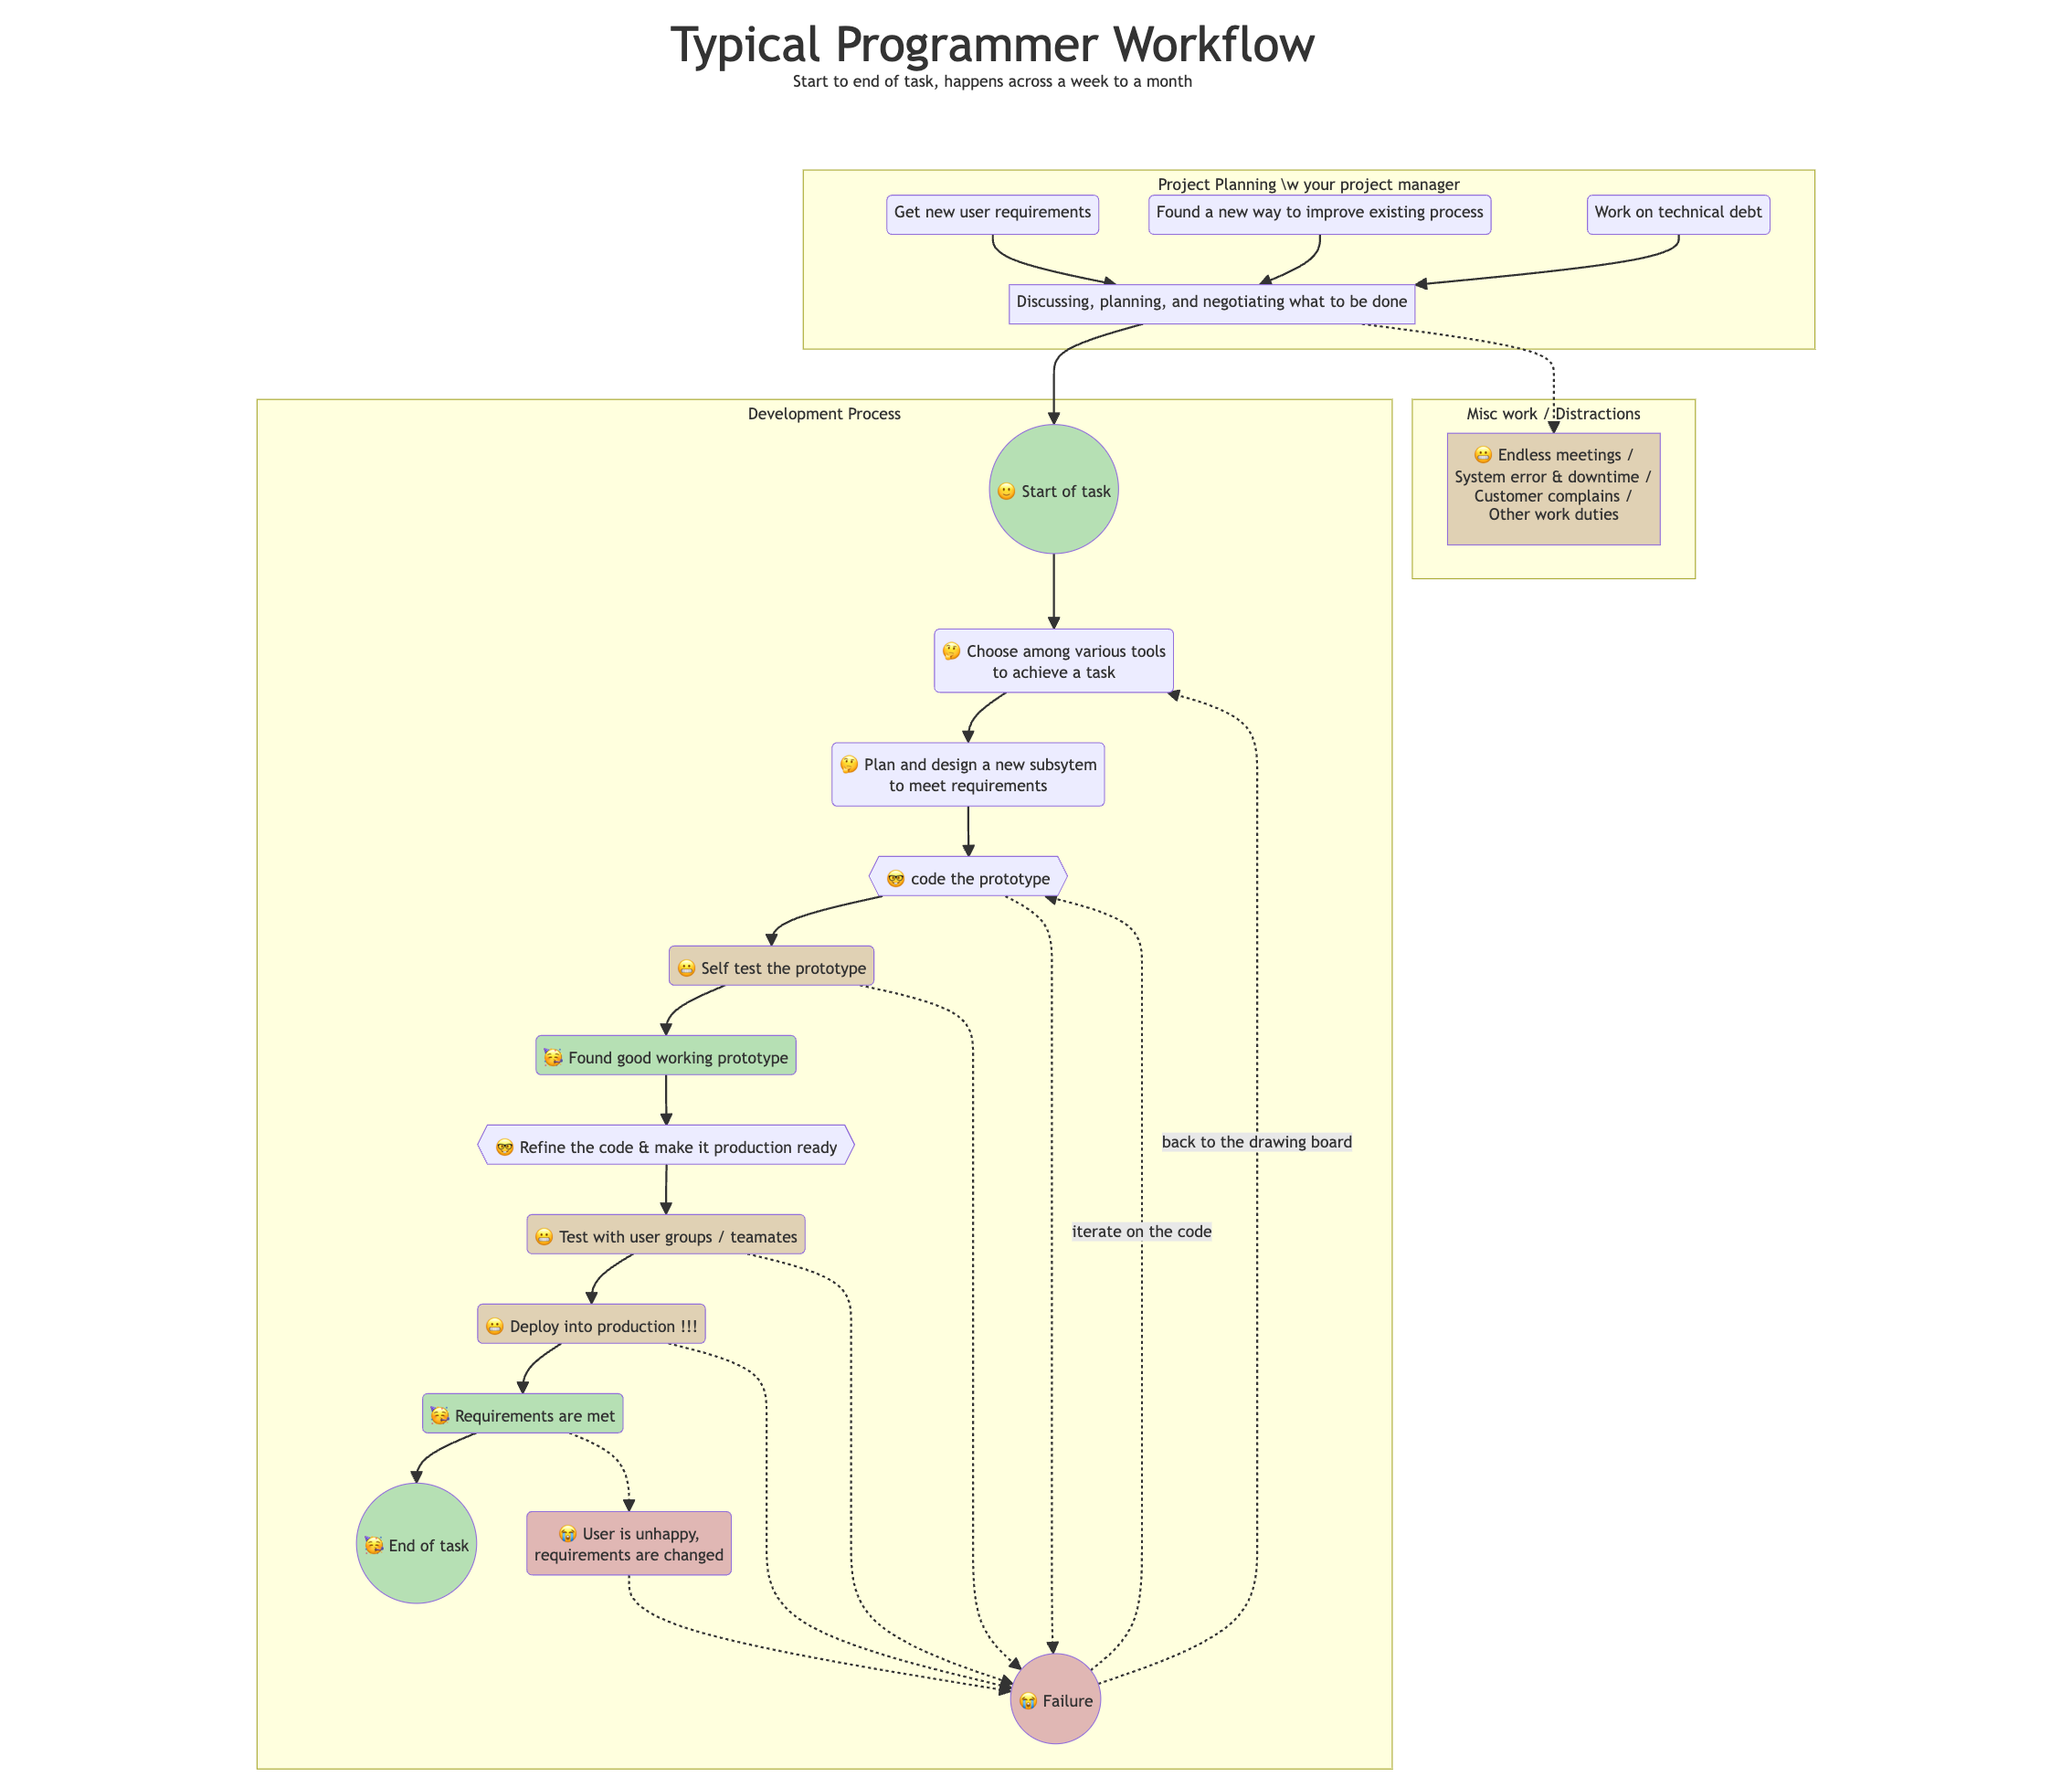 Typical Programmer Workflow
Start to end of task, happens across a week to a month
Project Planning \w your project manager
Get new user requirements
Found a new way to improve existing process
Work on technical debt
Discussing, planning, and negotiating what to be done
Development Process
Misc work / Distractions
😬 Endless meetings /
System error & downtime /
Customer complains /
Other work duties
🙂 Start of task
🤔 Choose among various tools
to achieve a task
🤔 Plan and design a new subsytem
to meet requirements
🤓 code the prototype
😬 Self test the prototype
🥳 Found good working prototype
🤓 Refine the code & make it production ready
back to the drawing board
iterate on the code
😬 Test with user groups / teamates
😬 Deploy into production !!!
🥳 Requirements are met
🥳 End of task
😭 User is unhappy,
requirements are changed
😭 Failure